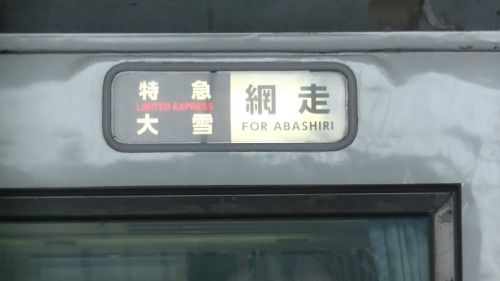 特急
LIMITED EXPRESS
大雪
網走
FOR ABASHIRI